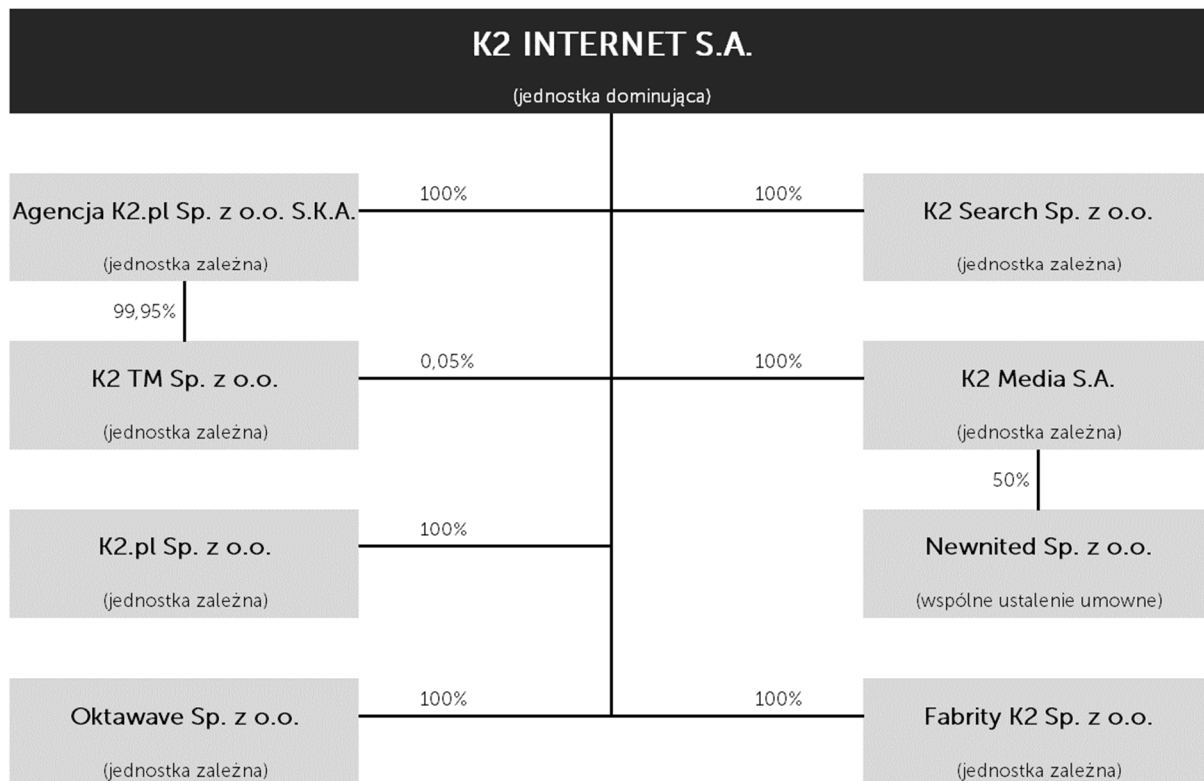 K2 INTERNET S.A.
(jednostka dominująca)
100%
100%
Agencja K2.pl Sp. z o.o. S.K.A.
K2 Search Sp. z o.o.
(jednostka zależna)
(jednostka zależna)
99,95%
0,05%
100%
K2 TM Sp. z o.o.
K2 Media S.A.
(jednostka zależna)
(jednostka zależna)
50%
100%
K2.pl Sp. z o.o.
Newnited Sp. z o.o.
(jednostka zależna)
(wspólne ustalenie umowne)
100%
100%
Oktawave Sp. z o.o.
Fabrity K2 Sp. z o.o.
(jednostka zależna)
(jednostka zależna)